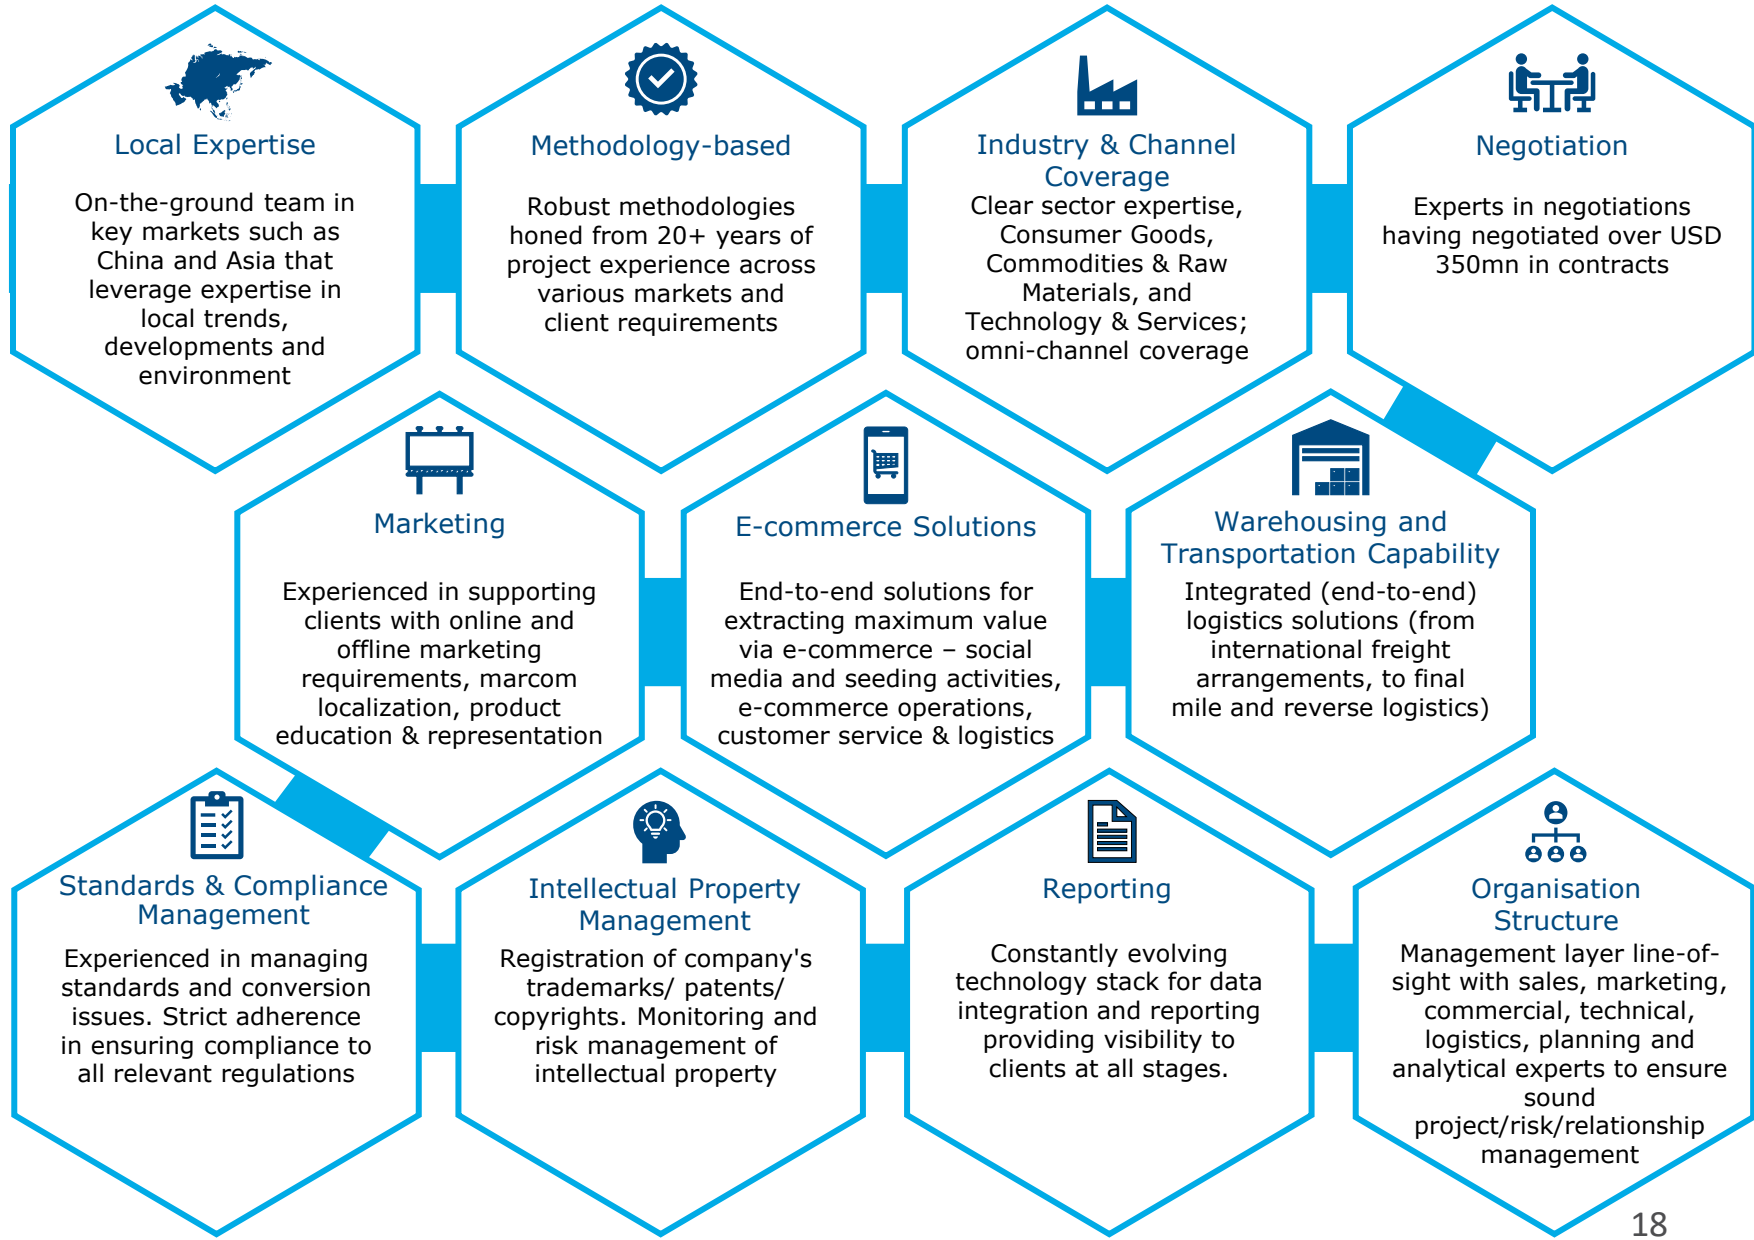 Local Expertise
On-the-ground team in
key markets such as
China and Asia that
leverage expertise in
local trends,
developments and
environment
Methodology-based
Robust methodologies
honed from 20+ years of
project experience across
various markets and
client requirements
Industry & Channel
Coverage
Clear sector expertise,
Consumer Goods,
Commodities & Raw
Materials, and
Technology & Services;
omni-channel coverage
Negotiation
Experts in negotiations
having negotiated over USD
350mn in contracts
Marketing
Experienced in supporting
clients with online and
offline marketing
requirements, marcom
localization, product
education & representation
E-commerce Solutions
End-to-end solutions for
extracting maximum value
via e-commerce – social
media and seeding activities,
e-commerce operations,
customer service & logistics
Warehousing and
Transportation Capability
Integrated (end-to-end)
logistics solutions (from
international freight
arrangements, to final
mile and reverse logistics)
Standards & Compliance
Management
Experienced in managing
standards and conversion
issues. Strict adherence
in ensuring compliance to
all relevant regulations
Intellectual Property
Management
Registration of company's
trademarks/ patents/
copyrights. Monitoring and
risk management of
intellectual property
Reporting
Constantly evolving
technology stack for data
integration and reporting
providing visibility to
clients at all stages.
Organisation
Structure
Management layer line-of-
sight with sales, marketing,
commercial, technical,
logistics, planning and
analytical experts to ensure
sound
project/risk/relationship
management
18